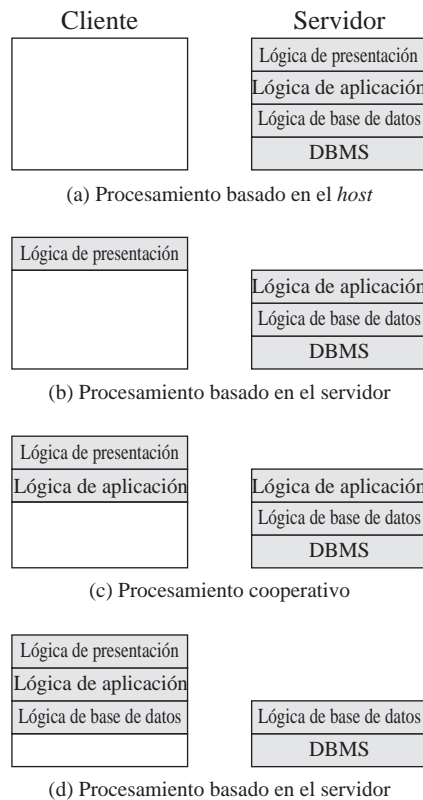 Cliente
Servidor
Lógica de presentación
Lógica de aplicación
Lógica de base de datos
DBMS
(a) Procesamiento basado en el host
Lógica de presentación
Lógica de aplicación
Lógica de base de datos
DBMS
(b) Procesamiento basado en el servidor
Lógica de presentación
Lógica de aplicación
Lógica de aplicación
Lógica de base de datos
DBMS
(c) Procesamiento cooperativo
Lógica de presentación
Lógica de aplicación
Lógica de base de datos
Lógica de base de datos
DBMS
(d) Procesamiento basado en el servidor